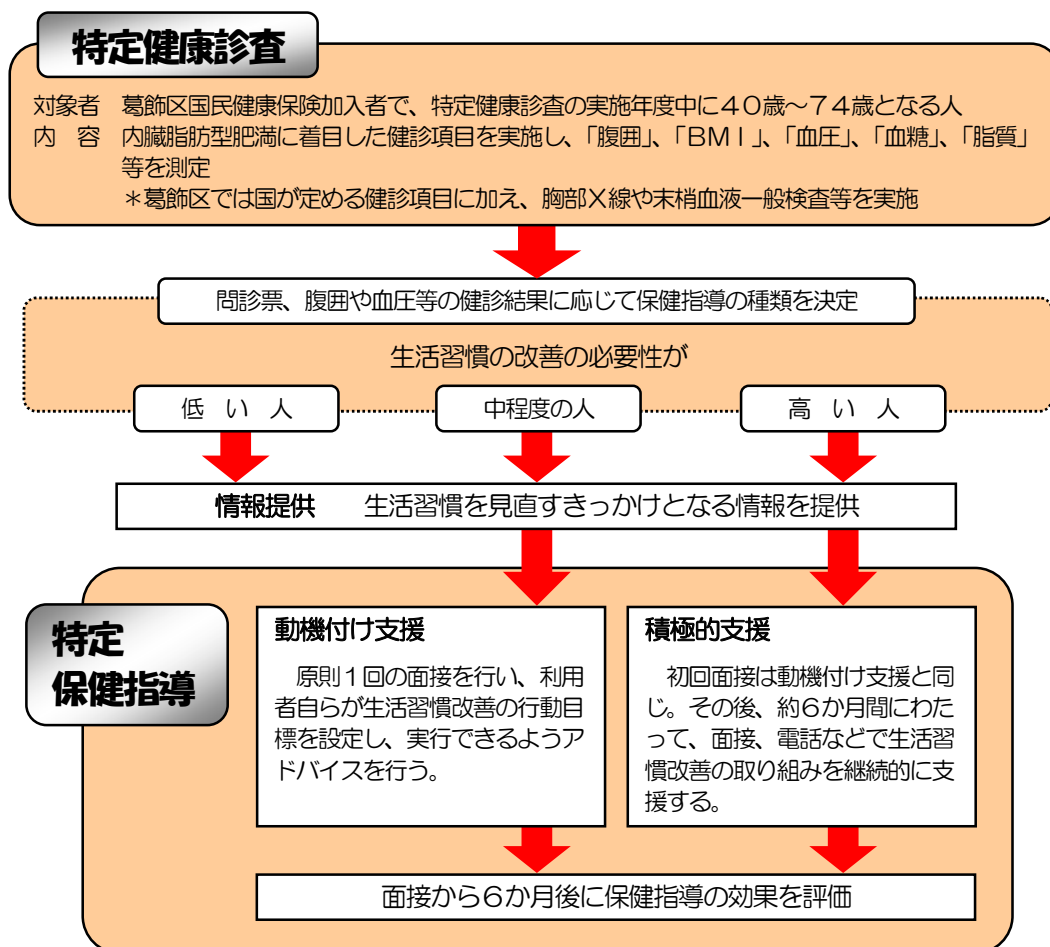 特定健康診査
対象者 葛飾区国民健康保険加入者で、特定健康診査の実施年度中に４０歳～７４歳となる人
内 容 内臓脂肪型肥満に着目した健診項目を実施し、「腹囲」、「ＢＭＩ」、「血圧」、「血糖」、「脂質」
等を測定
＊葛飾区では国が定める健診項目に加え、胸部Ｘ線や末梢血液一般検査等を実施
問診票、腹囲や血圧等の健診結果に応じて保健指導の種類を決定
生活習慣の改善の必要性が
低 い 人
中程度の人
高 い 人
情報提供 生活習慣を見直すきっかけとなる情報を提供
特定
保健指導
動機付け支援
原則１回の面接を行い、利用
者自らが生活習慣改善の行動目
標を設定し、実行できるようア
ドバイスを行う。
積極的支援
初回面接は動機付け支援と同
じ。その後、約６か月間にわた
って、面接、電話などで生活習
慣改善の取り組みを継続的に支
援する。
面接から６か月後に保健指導の効果を評価